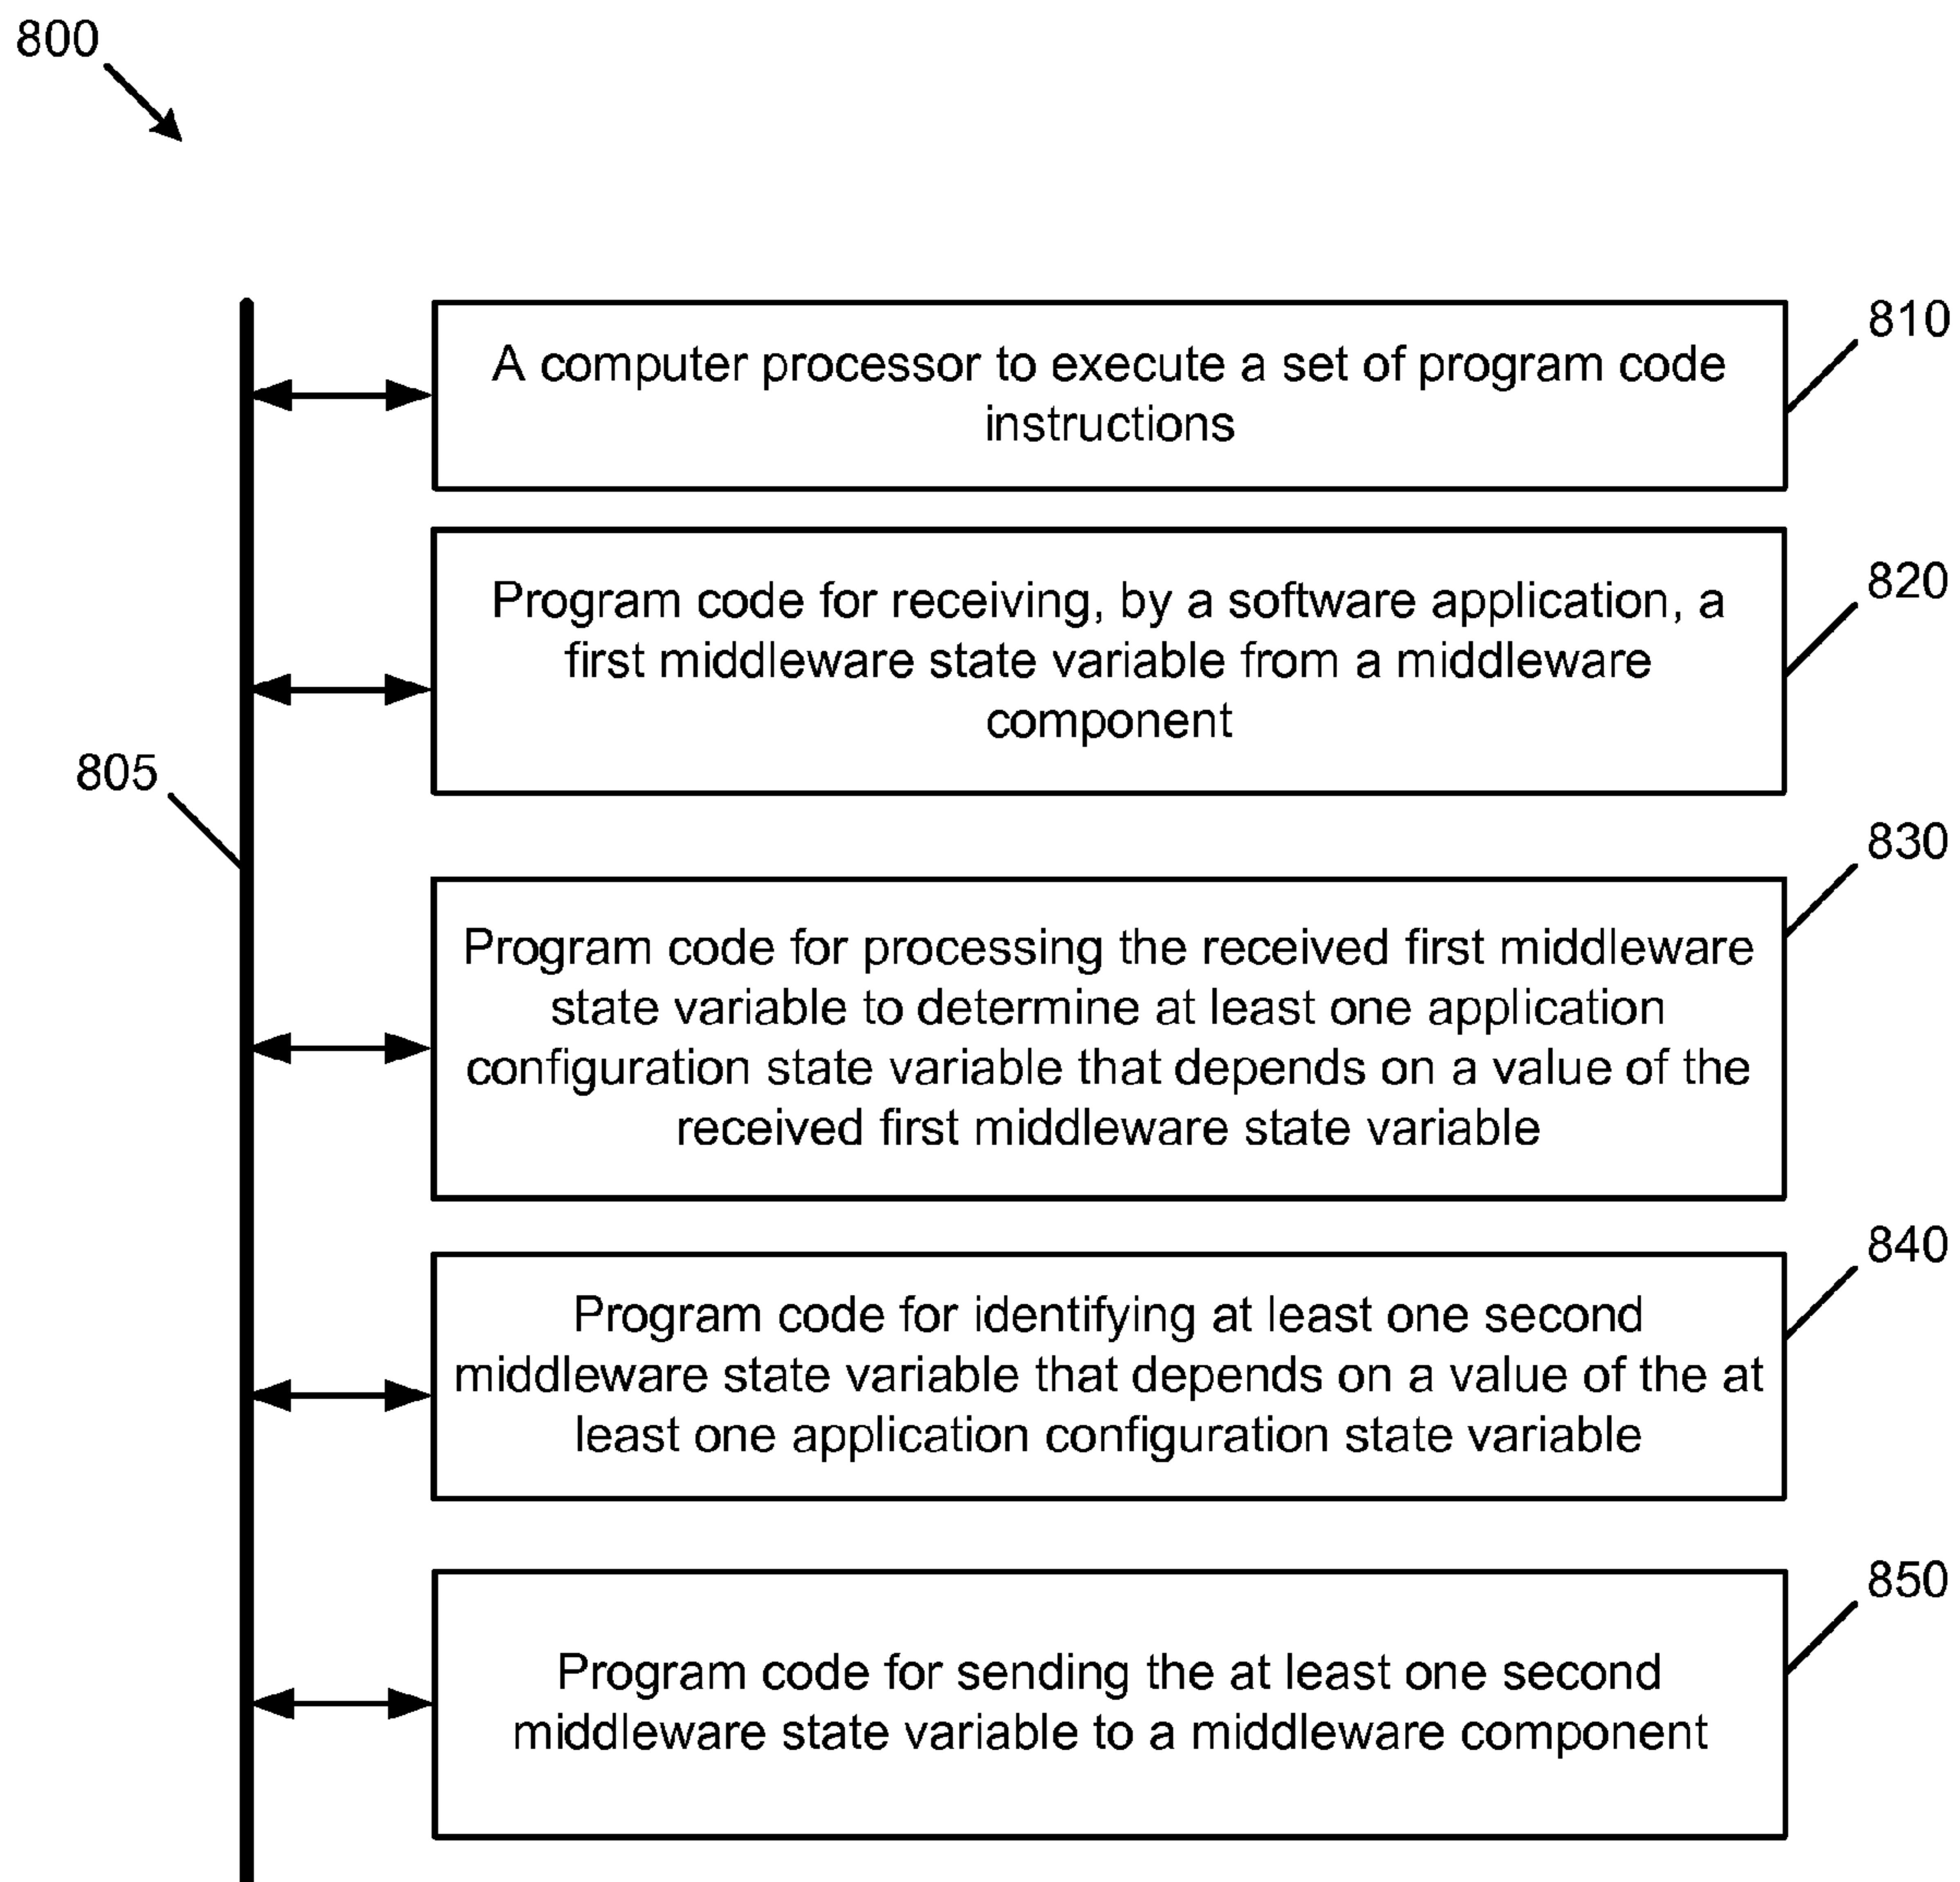 800
810
A computer processor to execute a set of program code
instructions
820
Program code for receiving, by a software application, a
first middleware state variable from a middleware
component
805
830
Program code for processing the received first middleware
state variable to determine at least one application
configuration state variable that depends on a value of the
received first middleware state variable
840
Program code for identifying at least one second
middleware state variable that depends on a value of the at
least one application configuration state variable
850
Program code for sending the at least one second
middleware state variable to a middleware component